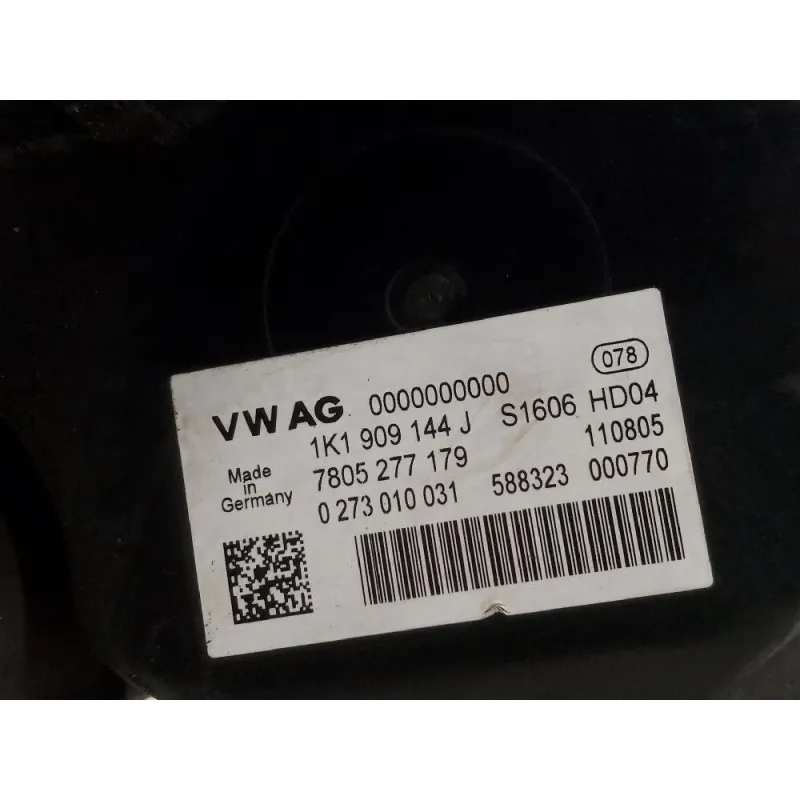 078
VW AG 0000000000 S1606 HD04
1K1 909 144 J 110805
Made in Germany
7805 277 179
0 273 010 031 588323 000770